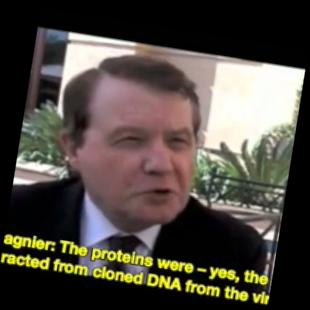 agnier: The proteins were – yes, the
racted from cloned DNA from the vir